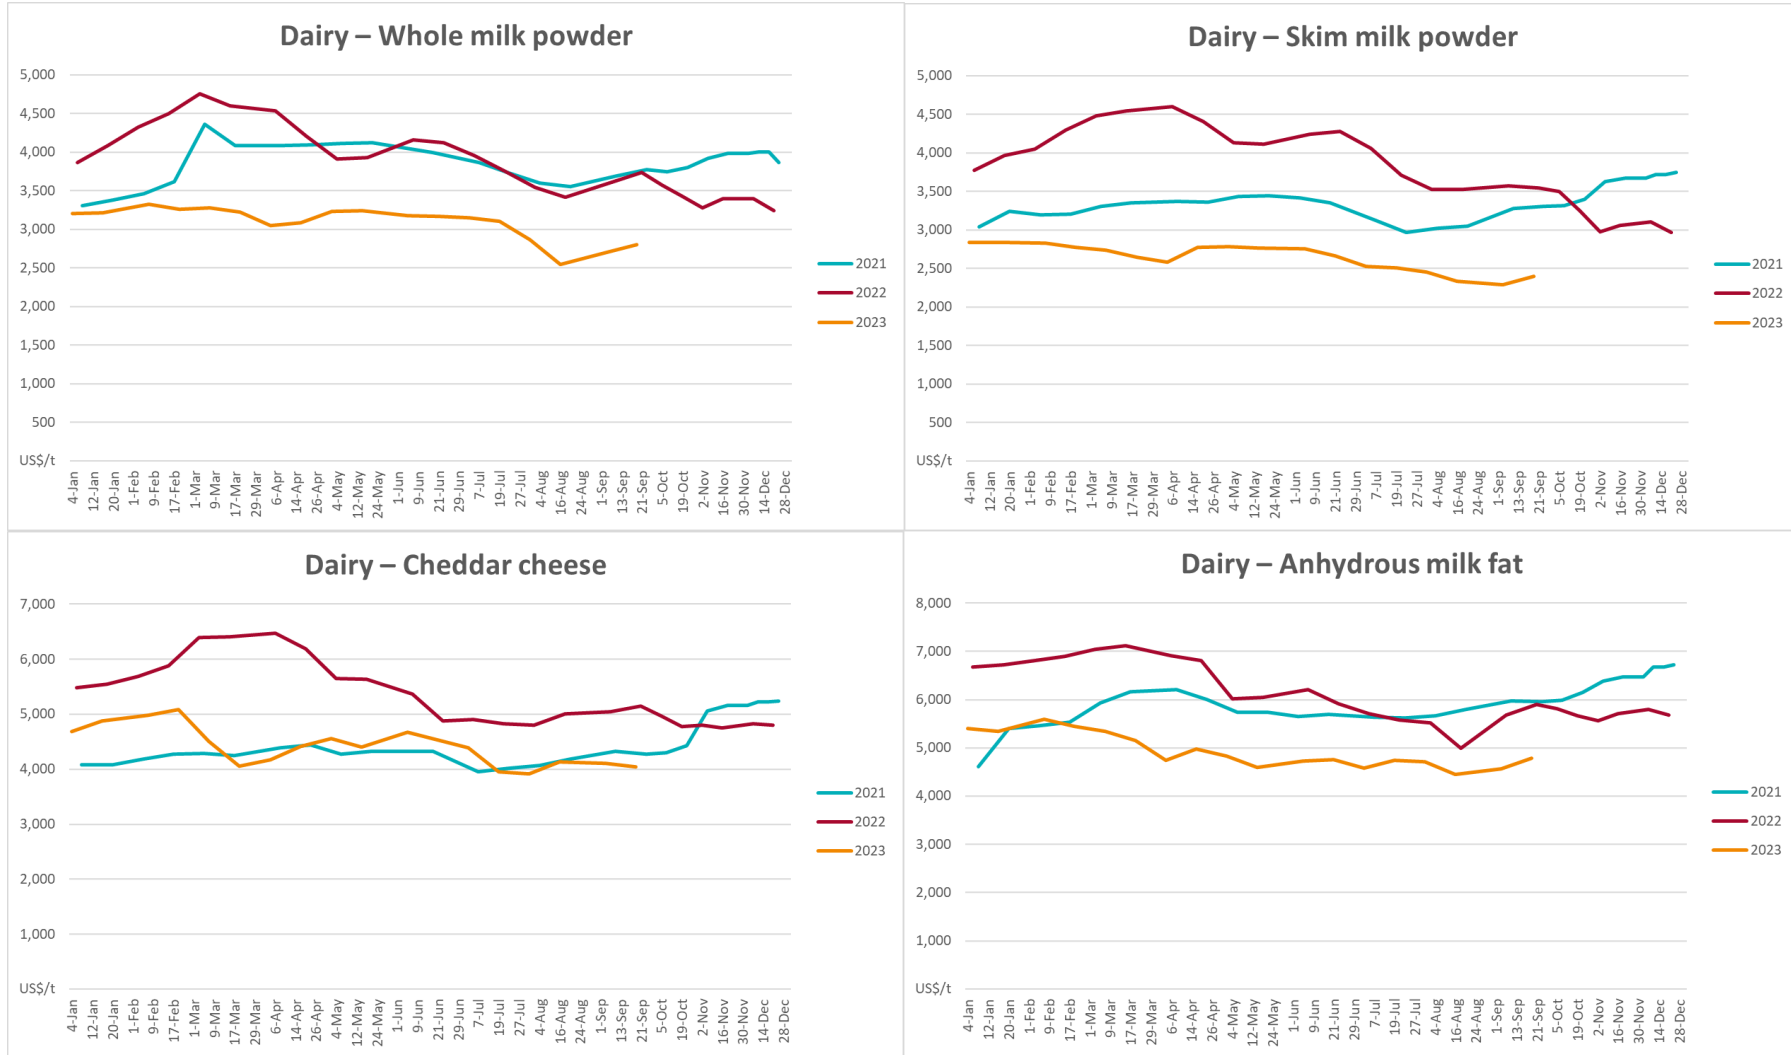 Dairy – Whole milk powder
5,000
4,500
4,000
3,500
3,000
2,500
2,000
1,500
1,000
500
US$/t
4-Jan
12-Jan
20-Jan
1-Feb
9-Feb
17-Feb
1-Mar
9-Mar
17-Mar
29-Mar
6-Apr
14-Apr
26-Apr
4-May
12-May
24-May
1-Jun
9-Jun
21-Jun
29-Jun
7-Jul
19-Jul
27-Jul
4-Aug
16-Aug
24-Aug
1-Sep
13-Sep
21-Sep
5-Oct
19-Oct
2-Nov
16-Nov
30-Nov
14-Dec
28-Dec
2021
2022
2023
Dairy – Skim milk powder
5,000
4,500
4,000
3,500
3,000
2,500
2,000
1,500
1,000
500
US$/t
4-Jan
12-Jan
20-Jan
1-Feb
9-Feb
17-Feb
1-Mar
9-Mar
17-Mar
29-Mar
6-Apr
14-Apr
26-Apr
4-May
12-May
24-May
1-Jun
9-Jun
21-Jun
29-Jun
7-Jul
19-Jul
27-Jul
4-Aug
16-Aug
24-Aug
1-Sep
13-Sep
21-Sep
5-Oct
19-Oct
2-Nov
16-Nov
30-Nov
14-Dec
28-Dec
2021
2022
2023
Dairy – Cheddar cheese
7,000
6,000
5,000
4,000
3,000
2,000
1,000
US$/t
4-Jan
12-Jan
20-Jan
1-Feb
9-Feb
17-Feb
1-Mar
9-Mar
17-Mar
29-Mar
6-Apr
14-Apr
26-Apr
4-May
12-May
24-May
1-Jun
9-Jun
21-Jun
29-Jun
7-Jul
19-Jul
27-Jul
4-Aug
16-Aug
24-Aug
1-Sep
13-Sep
21-Sep
5-Oct
19-Oct
2-Nov
16-Nov
30-Nov
14-Dec
28-Dec
2021
2022
2023
Dairy – Anhydrous milk fat
8,000
7,000
6,000
5,000
4,000
3,000
2,000
1,000
US$/t
4-Jan
12-Jan
20-Jan
1-Feb
9-Feb
17-Feb
1-Mar
9-Mar
17-Mar
29-Mar
6-Apr
14-Apr
26-Apr
4-May
12-May
24-May
1-Jun
9-Jun
21-Jun
29-Jun
7-Jul
19-Jul
27-Jul
4-Aug
16-Aug
24-Aug
1-Sep
13-Sep
21-Sep
5-Oct
19-Oct
2-Nov
16-Nov
30-Nov
14-Dec
28-Dec
2021
2022
2023